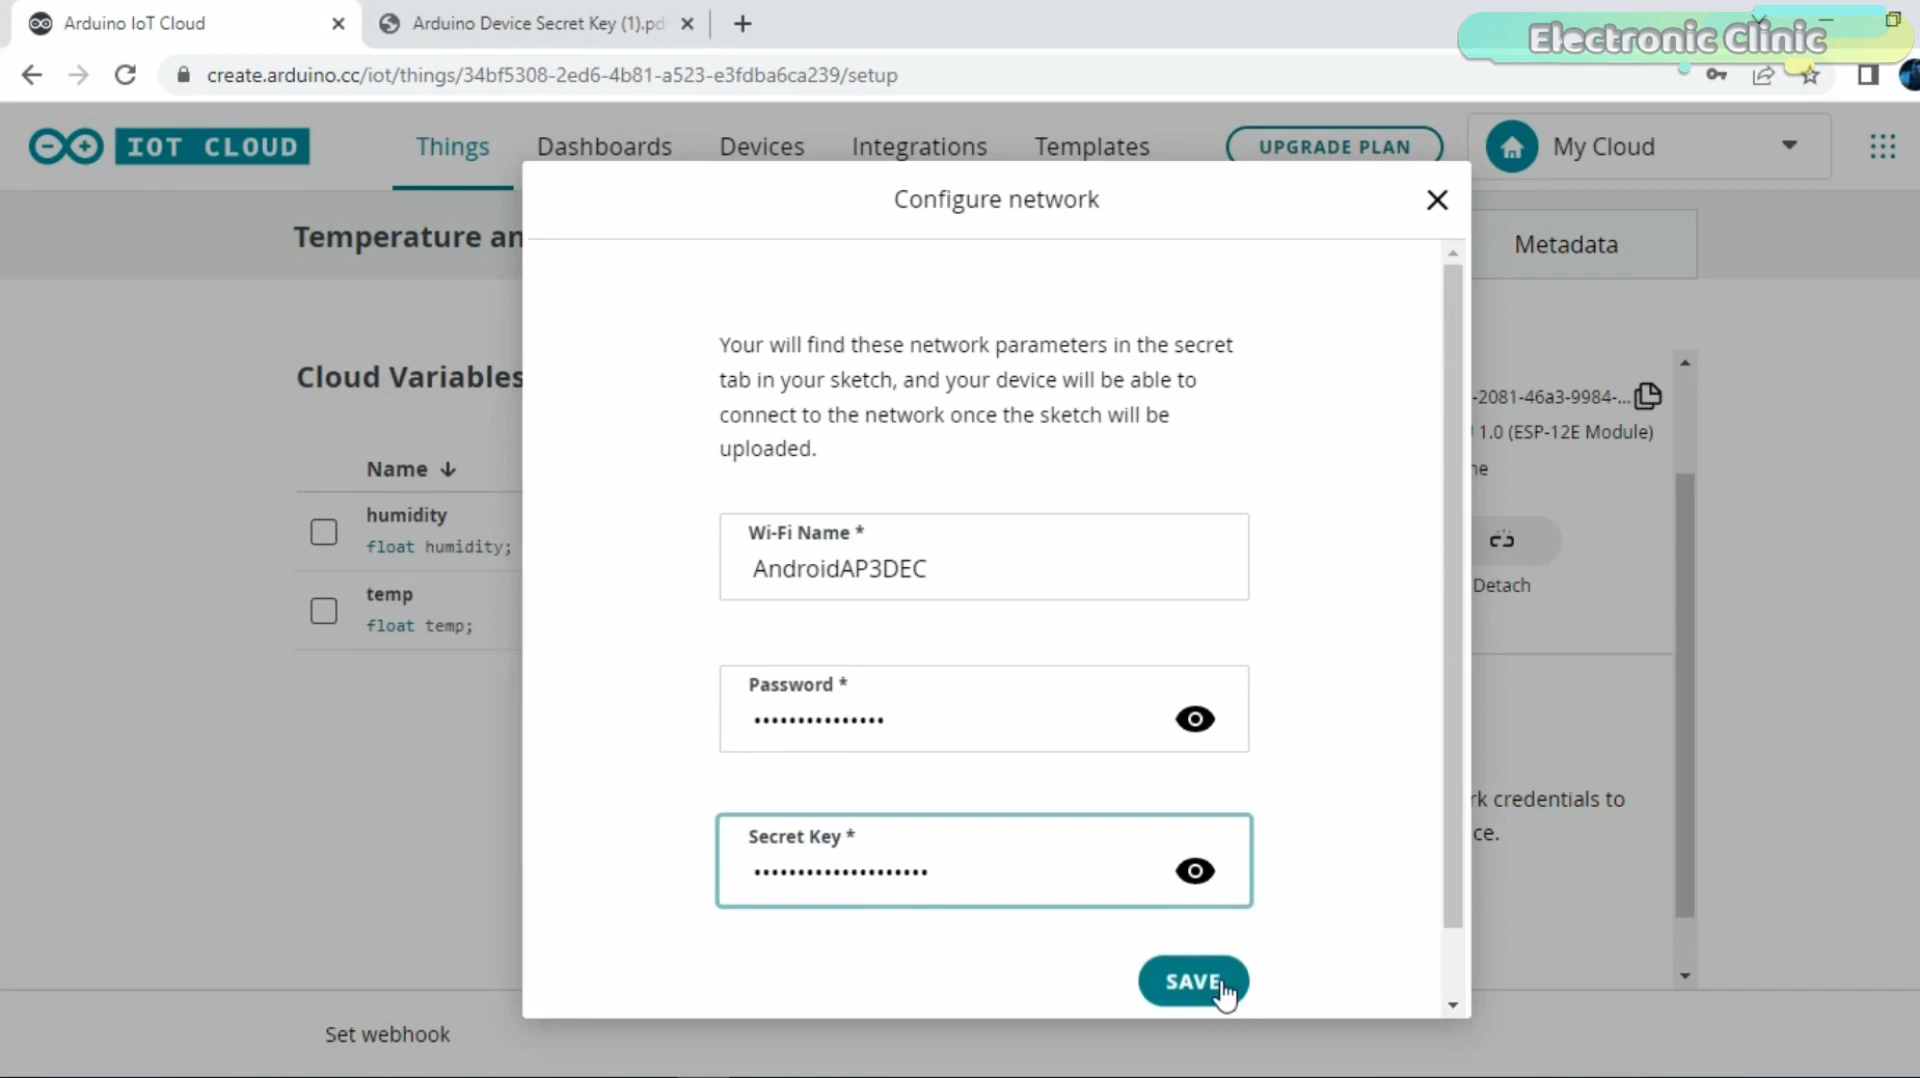 Arduino IoT Cloud
Arduino Device Secret Key (1).pd
Electronic Clinic
create.arduino.cc/iot/things/34bf5308-2ed6-4b81-a523-e3fdba6ca239/setup
IOT CLOUD
Things
Dashboards
Devices
Integrations
Templates
UPGRADE PLAN
My Cloud
Configure network
Temperature an
Metadata
Your will find these network parameters in the secret
tab in your sketch, and your device will be able to
connect to the network once the sketch will be
uploaded.
Cloud Variables
-2081-46a3-9984-...
1.0 (ESP-12E Module)
ne
Name
humidity
float humidity;
Wi-Fi Name *
AndroidAP3DEC
Detach
temp
float temp;
Password *
•••••••••••••••
rk credentials to
ce.
Secret Key *
••••••••••••••••••••
SAVE
Set webhook